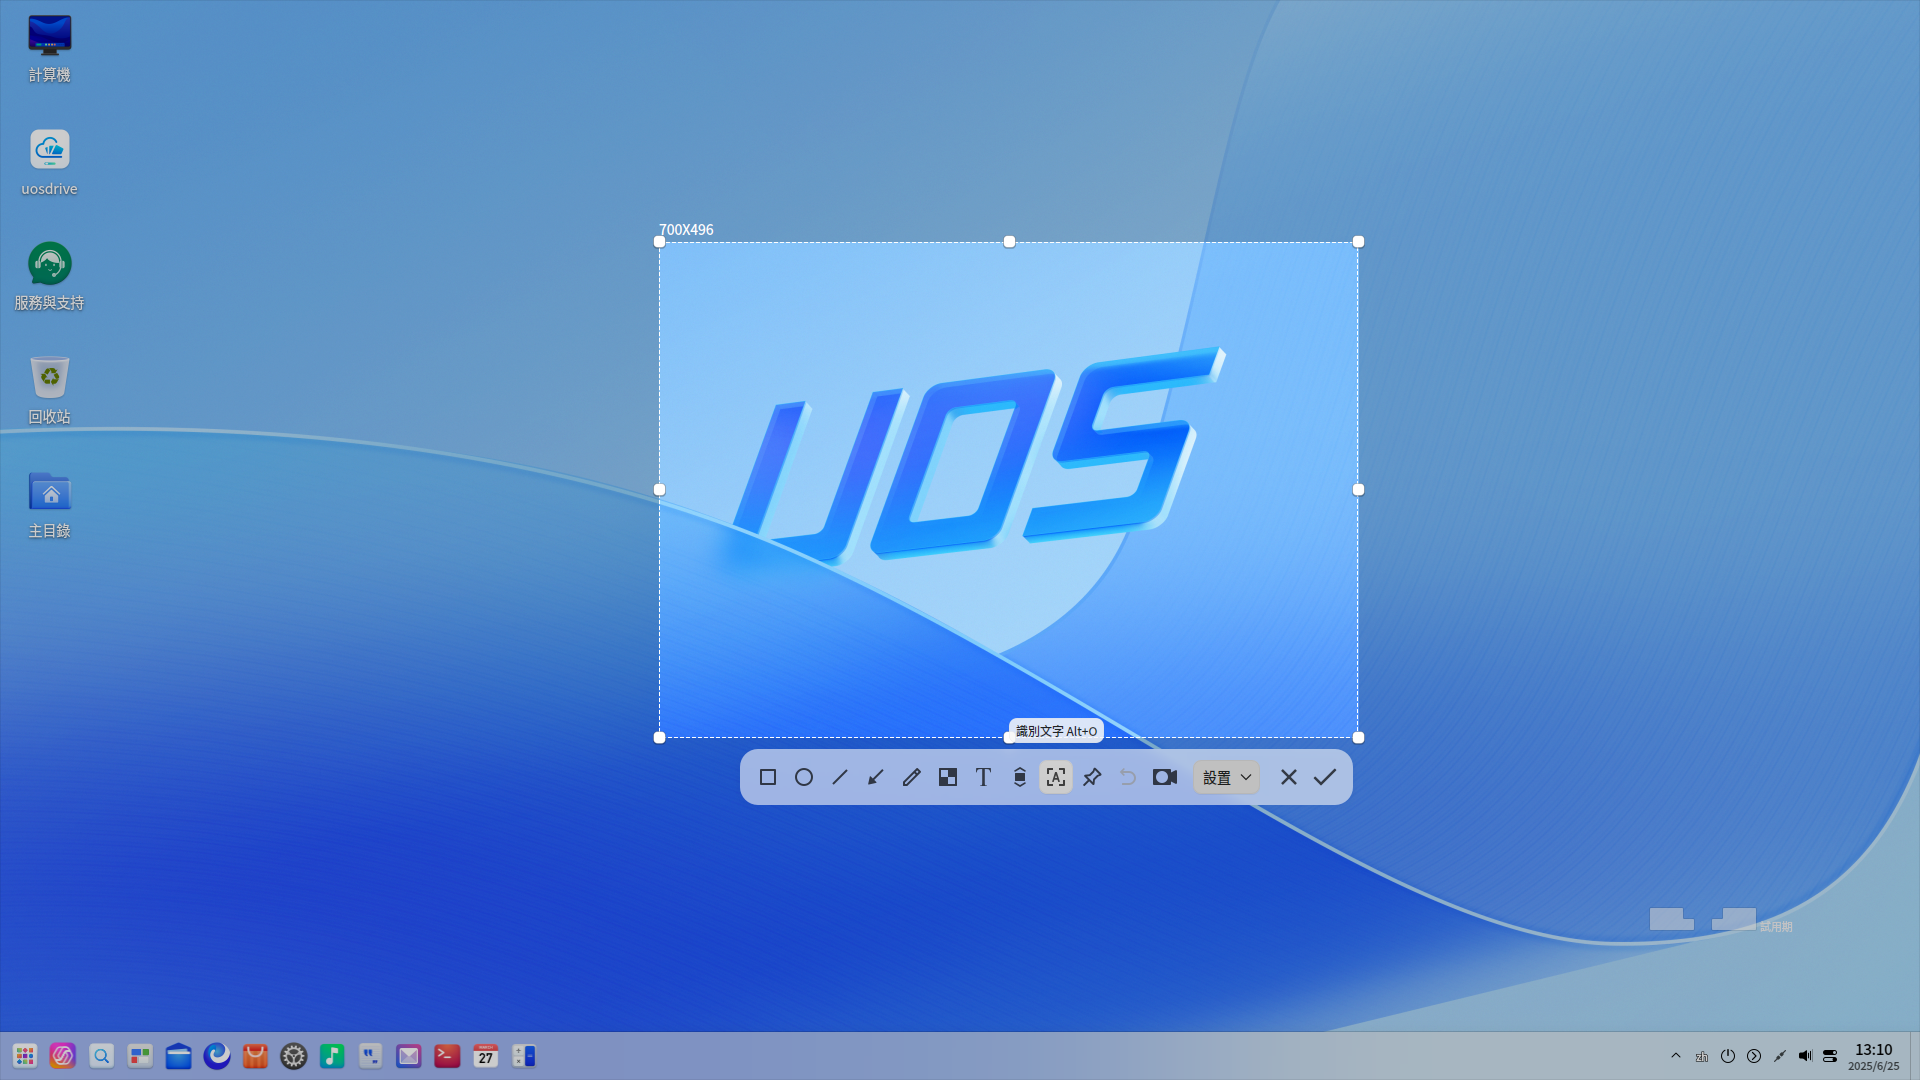 計算機
uosdrive
服務與支持
回收站
主目錄
700X496
UOS
識別文字 Alt+O
T
A
設置
試用期
27
zh
13:10
2025/6/25